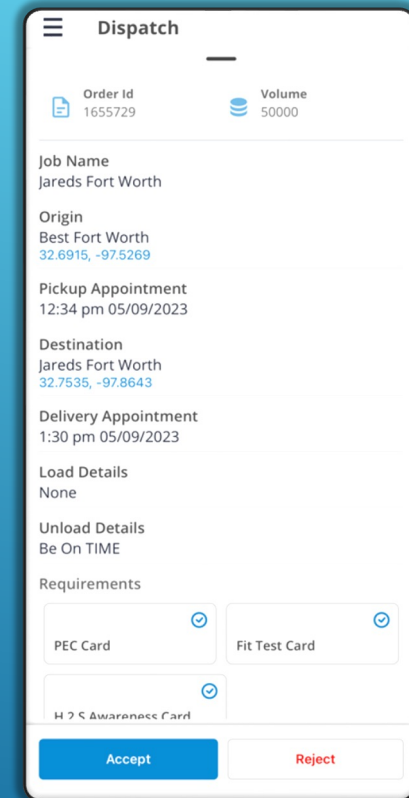 Dispatch
Order Id
1655729
Volume
50000
Job Name
Jareds Fort Worth
Origin
Best Fort Worth
32.6915, -97.5269
Pickup Appointment
12:34 pm 05/09/2023
Destination
Jareds Fort Worth
32.7535, -97.8643
Delivery Appointment
1:30 pm 05/09/2023
Load Details
None
Unload Details
Be On TIME
Requirements
PEC Card
Fit Test Card
H 2 S Awareness Card
Accept
Reject